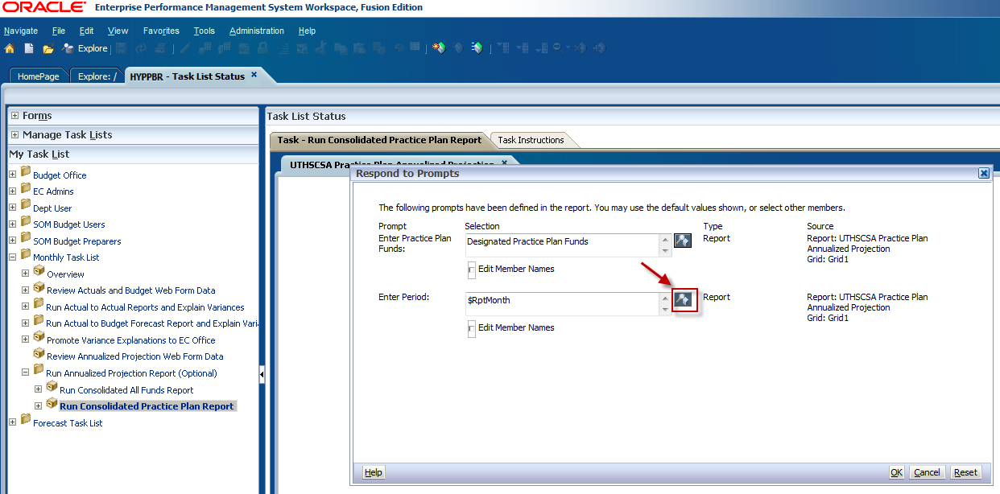 ORACLE® Enterprise Performance Management System Workspace, Fusion Edition
Navigate File Edit View Favorites Tools Administration Help
Explore
HomePage Explore: / HYPPBR - Task List Status
Forms
Manage Task Lists
My Task List
Budget Office
EC Admins
Dept User
SOM Budget Users
SOM Budget Preparers
Monthly Task List
Overview
Review Actuals and Budget Web Form Data
Run Actual to Actual Reports and Explain Variances
Run Actual to Budget Forecast Report and Explain Vari
Promote Variance Explanations to EC Office
Review Annualized Projection Web Form Data
Run Annualized Projection Report (Optional)
Run Consolidated All Funds Report
Run Consolidated Practice Plan Report
Forecast Task List
Task List Status
Task - Run Consolidated Practice Plan Report Task Instructions
UTHSCSA Practice Plan Annualized Projection
Respond to Prompts
The following prompts have been defined in the report. You may use the default values shown, or select other members.
Prompt Selection Type Source
Enter Practice Plan Designated Practice Plan Funds Report Report: UTHSCSA Practice Plan
Funds: Annualized Projection
Grid: Grid1
Edit Member Names
Enter Period: $RptMonth Report Report: UTHSCSA Practice Plan
Annualized Projection
Grid: Grid1
Edit Member Names
Help OK Cancel Reset